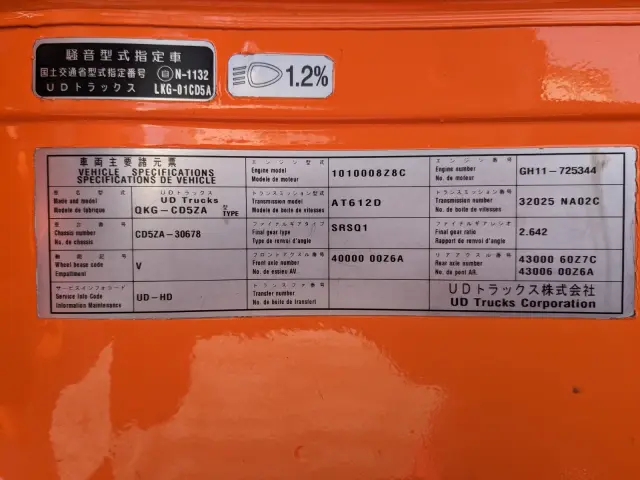 騒音型式指定車
国土交通省型式指定番号 自 N-1132
UDトラックス LKG-01CD5A
1.2%
車両主要諸元票
VEHICLE SPECIFICATIONS
SPECIFICATIONS DE VEHICLE
エンジン型式
Engine model
Modele de moteur
1010008Z8C
エンジン番号
Engine number
No. de moteur
GH11-725344
車名型式
Make and model
Modele de fabrique
UDトラックス
UD Trucks
QKG-CD5ZA 型 TYPE
トランスミッション型式
Transmission model
Modele de boite de vitesses
AT612D
トランスミッション番号
Transmission number
No. de boite de vitesses
32025 NA02C
車台番号
Chassis number
No. de chassis
CD5ZA-30678
ファイナルギアタイプ
Final gear type
Type de renvoi d'angle
SRSQ1
ファイナルギアレシオ
Final gear ratio
Rapport de renvoi d'angle
2.642
軸距記号
Wheel base code
Empattment
V
フロントアクスル番号
Front axle number
No. de essieu AV.
40000 00Z6A
リアアクスル番号
Rear axle number
No. de pont AR.
43000 60Z7C
43006 00Z6A
サービスインフォコード
Service Info Code
Information Maintenance
UD-HD
トランスファ番号
Transfer number
No. de boite de transfert
UDトラックス株式会社
UD Trucks Corporation